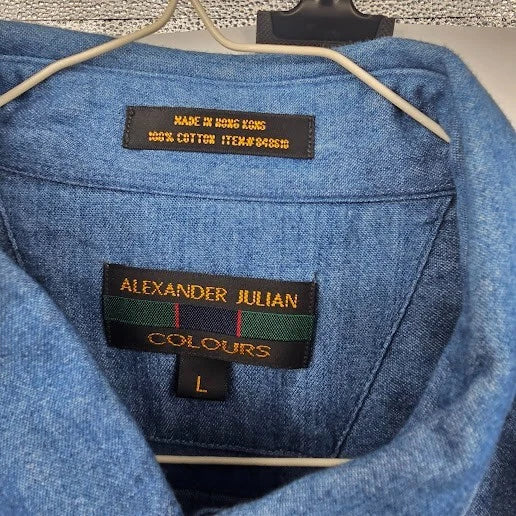 MADE IN HONG KONG
100% COTTON ITEM#848610
ALEXANDER JULIAN
COLOURS
L